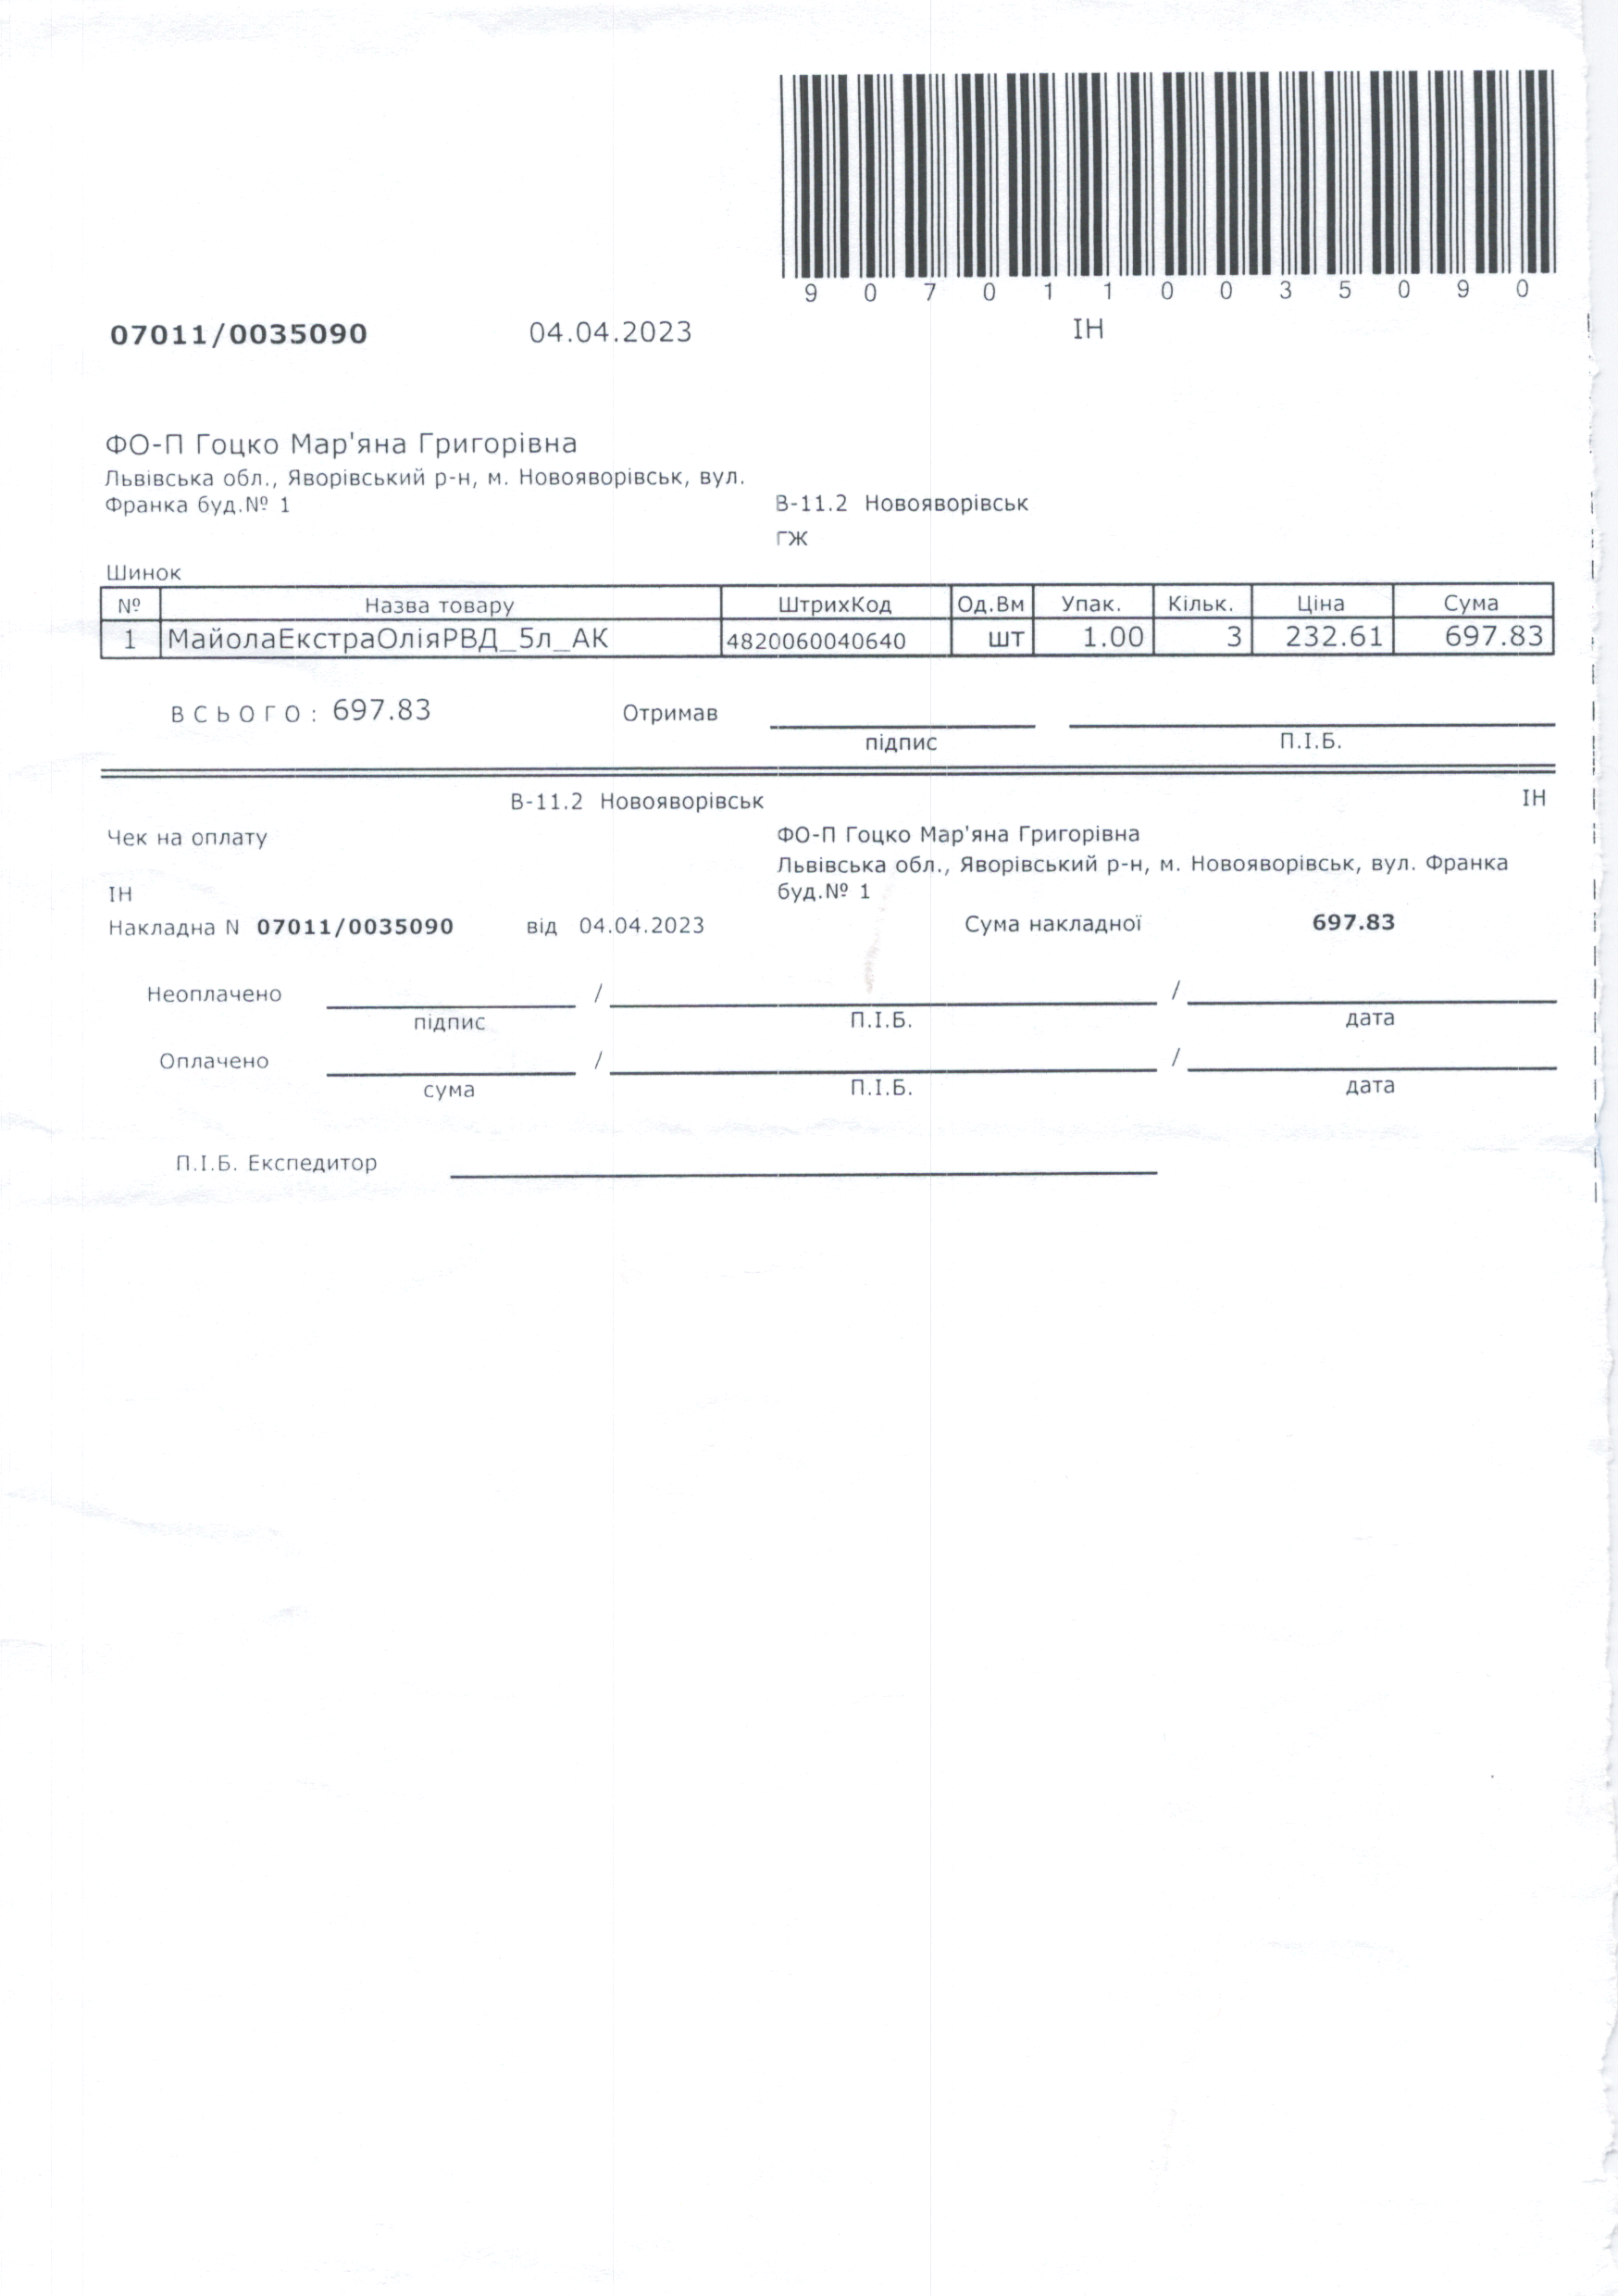 9 0 7 0 1 1 0 0 3 5 0 9 0
07011/0035090 04.04.2023 ІН
ФО-П Гоцко Мар'яна Григорівна
Львівська обл., Яворівський р-н, м. Новояворівськ, вул.
Франка буд.№ 1 В-11.2 Новояворівськ
ГЖ
Шинок
№ Назва товару ШтрихКод Од.Вм Упак. Кільк. Ціна Сума
1 МайолаЕкстраОліяРВД_5л_АК 4820060040640 шт 1.00 3 232.61 697.83
В С Ь О Г О : 697.83 Отримав
підпис П.І.Б.
В-11.2 Новояворівськ ІН
Чек на оплату ФО-П Гоцко Мар'яна Григорівна
Львівська обл., Яворівський р-н, м. Новояворівськ, вул. Франка
ІН буд.№ 1
Накладна N 07011/0035090 від 04.04.2023 Сума накладної 697.83
Неоплачено / /
підпис П.І.Б. дата
Оплачено / /
сума П.І.Б. дата
П.І.Б. Експедитор